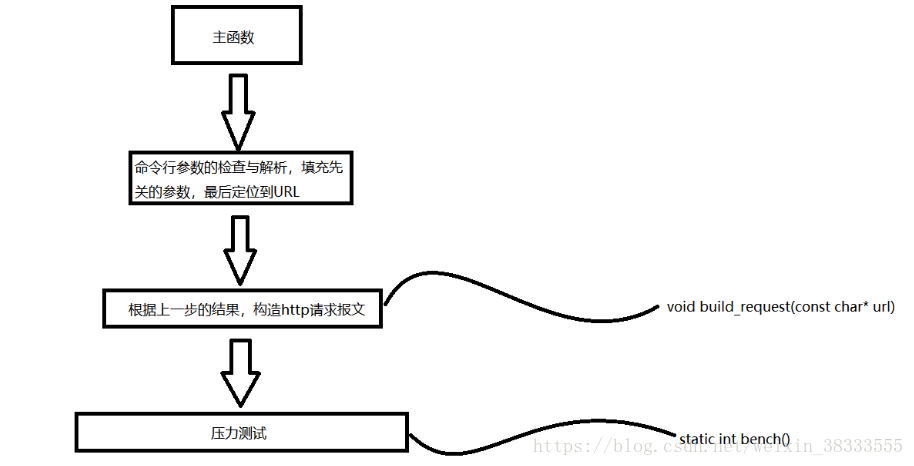 主函数
命令行参数的检查与解析，填充先
关的参数，最后定位到URL
根据上一步的结果，构造http请求报文
void build_request(const char* url)
压力测试
static int bench()
https://blog.csdn.net/weixin_38333555